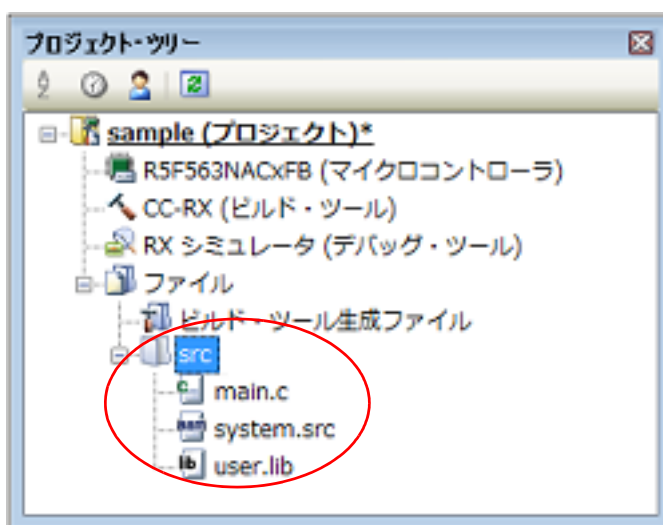 プロジェクト・ツリー
sample (プロジェクト)*
R5F563NACxFB (マイクロコントローラ)
CC-RX (ビルド・ツール)
RX シミュレータ (デバッグ・ツール)
ファイル
ビルド・ツール生成ファイル
src
main.c
system.src
user.lib